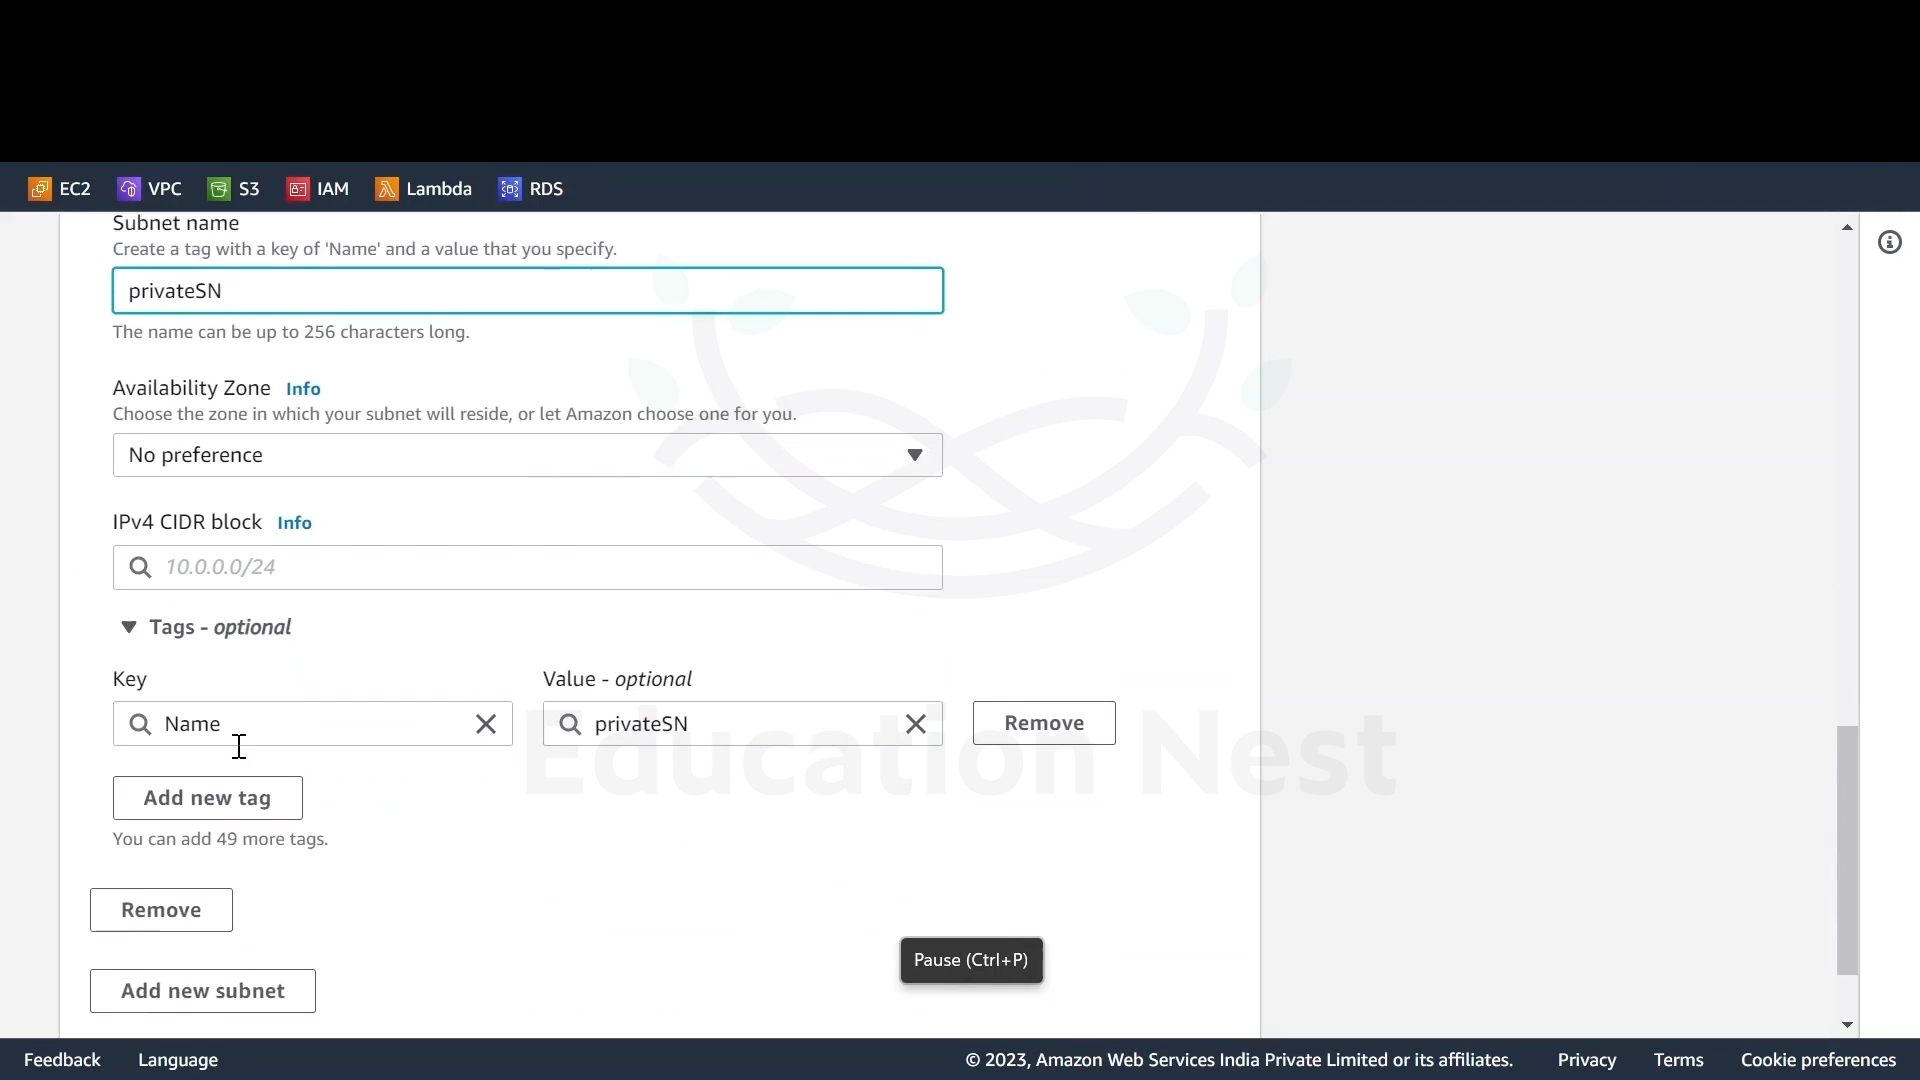 EC2 VPC S3 IAM Lambda RDS
Subnet name
Create a tag with a key of 'Name' and a value that you specify.
privateSN
The name can be up to 256 characters long.
Availability Zone Info
Choose the zone in which your subnet will reside, or let Amazon choose one for you.
No preference
IPv4 CIDR block Info
10.0.0.0/24
Tags - optional
Key Value - optional
Name privateSN Remove
Education Nest
Add new tag
You can add 49 more tags.
Remove
Pause (Ctrl+P)
Add new subnet
Feedback Language © 2023, Amazon Web Services India Private Limited or its affiliates. Privacy Terms Cookie preferences